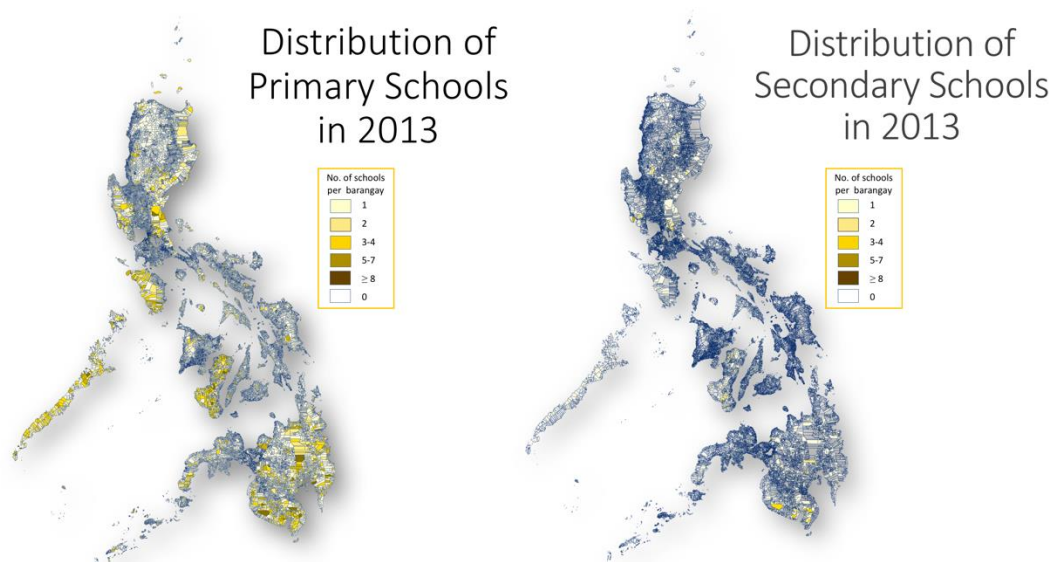 Distribution of
Primary Schools
in 2013
No. of schools
per barangay
1
2
3-4
5-7
≥ 8
0
Distribution of
Secondary Schools
in 2013
No. of schools
per barangay
1
2
3-4
5-7
≥ 8
0